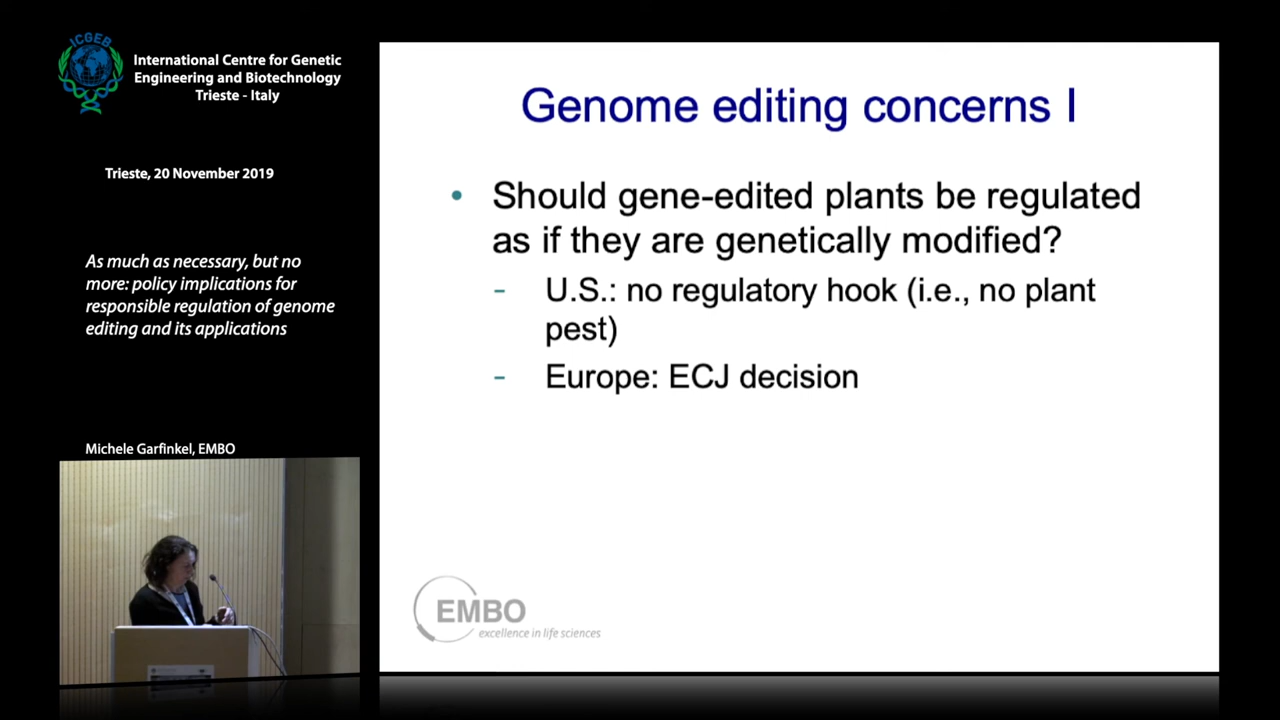 ICGEB
International Centre for Genetic
Engineering and Biotechnology
Trieste - Italy
Trieste, 20 November 2019
As much as necessary, but no
more: policy implications for
responsible regulation of genome
editing and its applications
Michele Garfinkel, EMBO
Genome editing concerns I
• Should gene-edited plants be regulated
as if they are genetically modified?
- U.S.: no regulatory hook (i.e., no plant
pest)
- Europe: ECJ decision
EMBO
excellence in life sciences